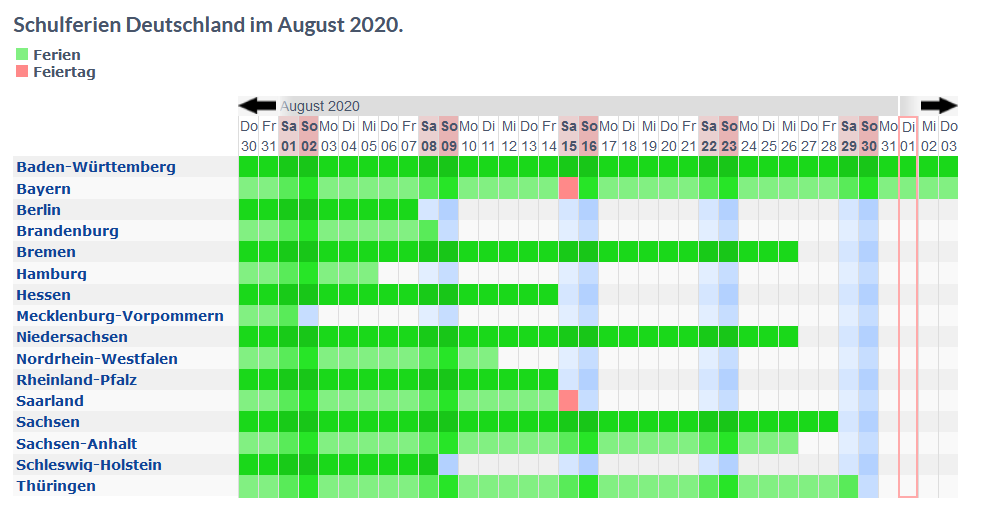 Schulferien Deutschland im August 2020.
Ferien
Feiertag
August 2020
Do Fr Sa So Mo Di Mi Do Fr Sa So Mo Di Mi Do Fr Sa So Mo Di Mi Do Fr Sa So Mo Di Mi Do Fr Sa So Mo Di Mi Do
30 31 01 02 03 04 05 06 07 08 09 10 11 12 13 14 15 16 17 18 19 20 21 22 23 24 25 26 27 28 29 30 31 01 02 03
Baden-Württemberg
Bayern
Berlin
Brandenburg
Bremen
Hamburg
Hessen
Mecklenburg-Vorpommern
Niedersachsen
Nordrhein-Westfalen
Rheinland-Pfalz
Saarland
Sachsen
Sachsen-Anhalt
Schleswig-Holstein
Thüringen